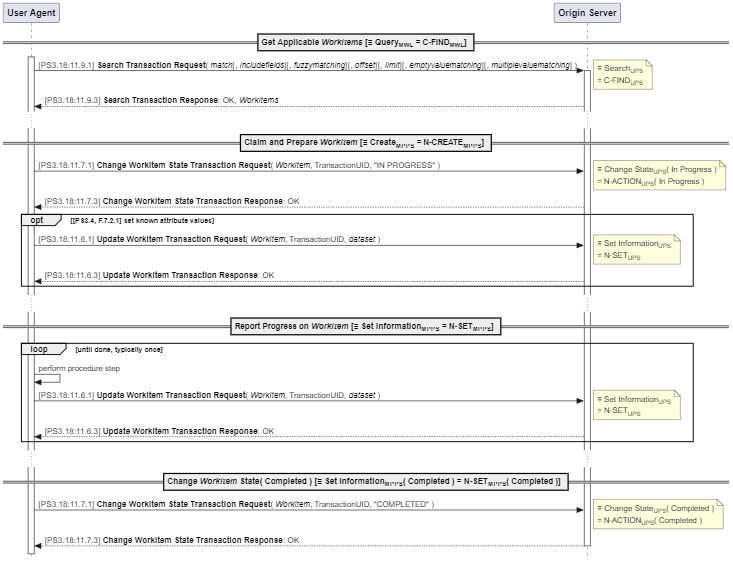 User Agent
Origin Server
Get Applicable Workitems [≡ QueryMWL = C-FINDMWL]
[PS3.18:11.9.1] Search Transaction Request( match[, includefields][, fuzzymatching][, offset][, limit][, emptyvaluematching][, multiplevaluematching] )
≡ SearchUPS
= C-FINDUPS
[PS3.18:11.9.3] Search Transaction Response: OK, Workitems
Claim and Prepare Workitem [≡ CreateMPPS = N-CREATEMPPS]
[PS3.18:11.7.1] Change Workitem State Transaction Request( Workitem, TransactionUID, "IN PROGRESS" )
≡ Change StateUPS( In Progress )
= N-ACTIONUPS( In Progress )
[PS3.18:11.7.3] Change Workitem State Transaction Response: OK
opt
[[PS3.4, F.7.2.1] set known attribute values]
[PS3.18:11.6.1] Update Workitem Transaction Request( Workitem, TransactionUID, dataset )
≡ Set InformationUPS
= N-SETUPS
[PS3.18:11.6.3] Update Workitem Transaction Response: OK
Report Progress on Workitem [≡ Set InformationMPPS = N-SETMPPS]
loop
[until done, typically once]
perform procedure step
[PS3.18:11.6.1] Update Workitem Transaction Request( Workitem, TransactionUID, dataset )
≡ Set InformationUPS
= N-SETUPS
[PS3.18:11.6.3] Update Workitem Transaction Response: OK
Change Workitem State( Completed ) [≡ Set InformationMPPS( Completed ) = N-SETMPPS( Completed )]
[PS3.18:11.7.1] Change Workitem State Transaction Request( Workitem, TransactionUID, "COMPLETED" )
≡ Change StateUPS( Completed )
= N-ACTIONUPS( Completed )
[PS3.18:11.7.3] Change Workitem State Transaction Response: OK